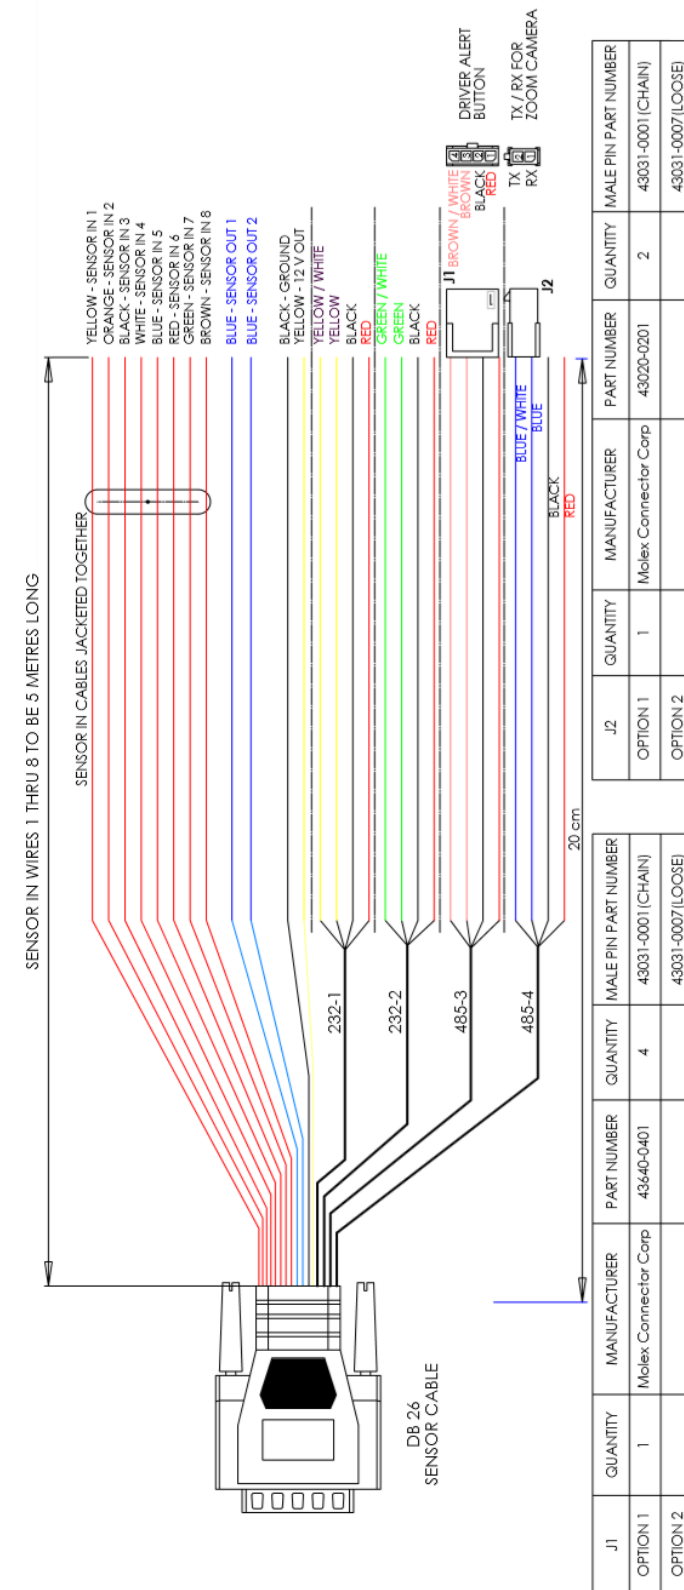 SENSOR IN WIRES 1 THRU 8 TO BE 5 METRES LONG
SENSOR IN CABLES JACKETED TOGETHER
YELLOW - SENSOR IN 1
ORANGE - SENSOR IN 2
BLACK - SENSOR IN 3
WHITE - SENSOR IN 4
BLUE - SENSOR IN 5
RED - SENSOR IN 6
GREEN - SENSOR IN 7
BROWN - SENSOR IN 8
BLUE - SENSOR OUT 1
BLUE - SENSOR OUT 2
BLACK - GROUND
YELLOW - 12 V OUT
YELLOW / WHITE
YELLOW
BLACK
RED
GREEN / WHITE
GREEN
BLACK
RED
J1
BROWN / WHITE
BROWN
BLACK
RED
4
3
2
1
DRIVER ALERT
BUTTON
J2
TX
RX
2
1
TX / RX FOR
ZOOM CAMERA
BLUE / WHITE
BLUE
BLACK
RED
232-1
232-2
485-3
485-4
20 cm
DB 26
SENSOR CABLE
J1 QUANTITY MANUFACTURER PART NUMBER QUANTITY MALE PIN PART NUMBER
OPTION 1 1 Molex Connector Corp 43640-0401 4 43031-0001(CHAIN)
OPTION 2 43031-0007(LOOSE)
J2 QUANTITY MANUFACTURER PART NUMBER QUANTITY MALE PIN PART NUMBER
OPTION 1 1 Molex Connector Corp 43020-0201 2 43031-0001(CHAIN)
OPTION 2 43031-0007(LOOSE)